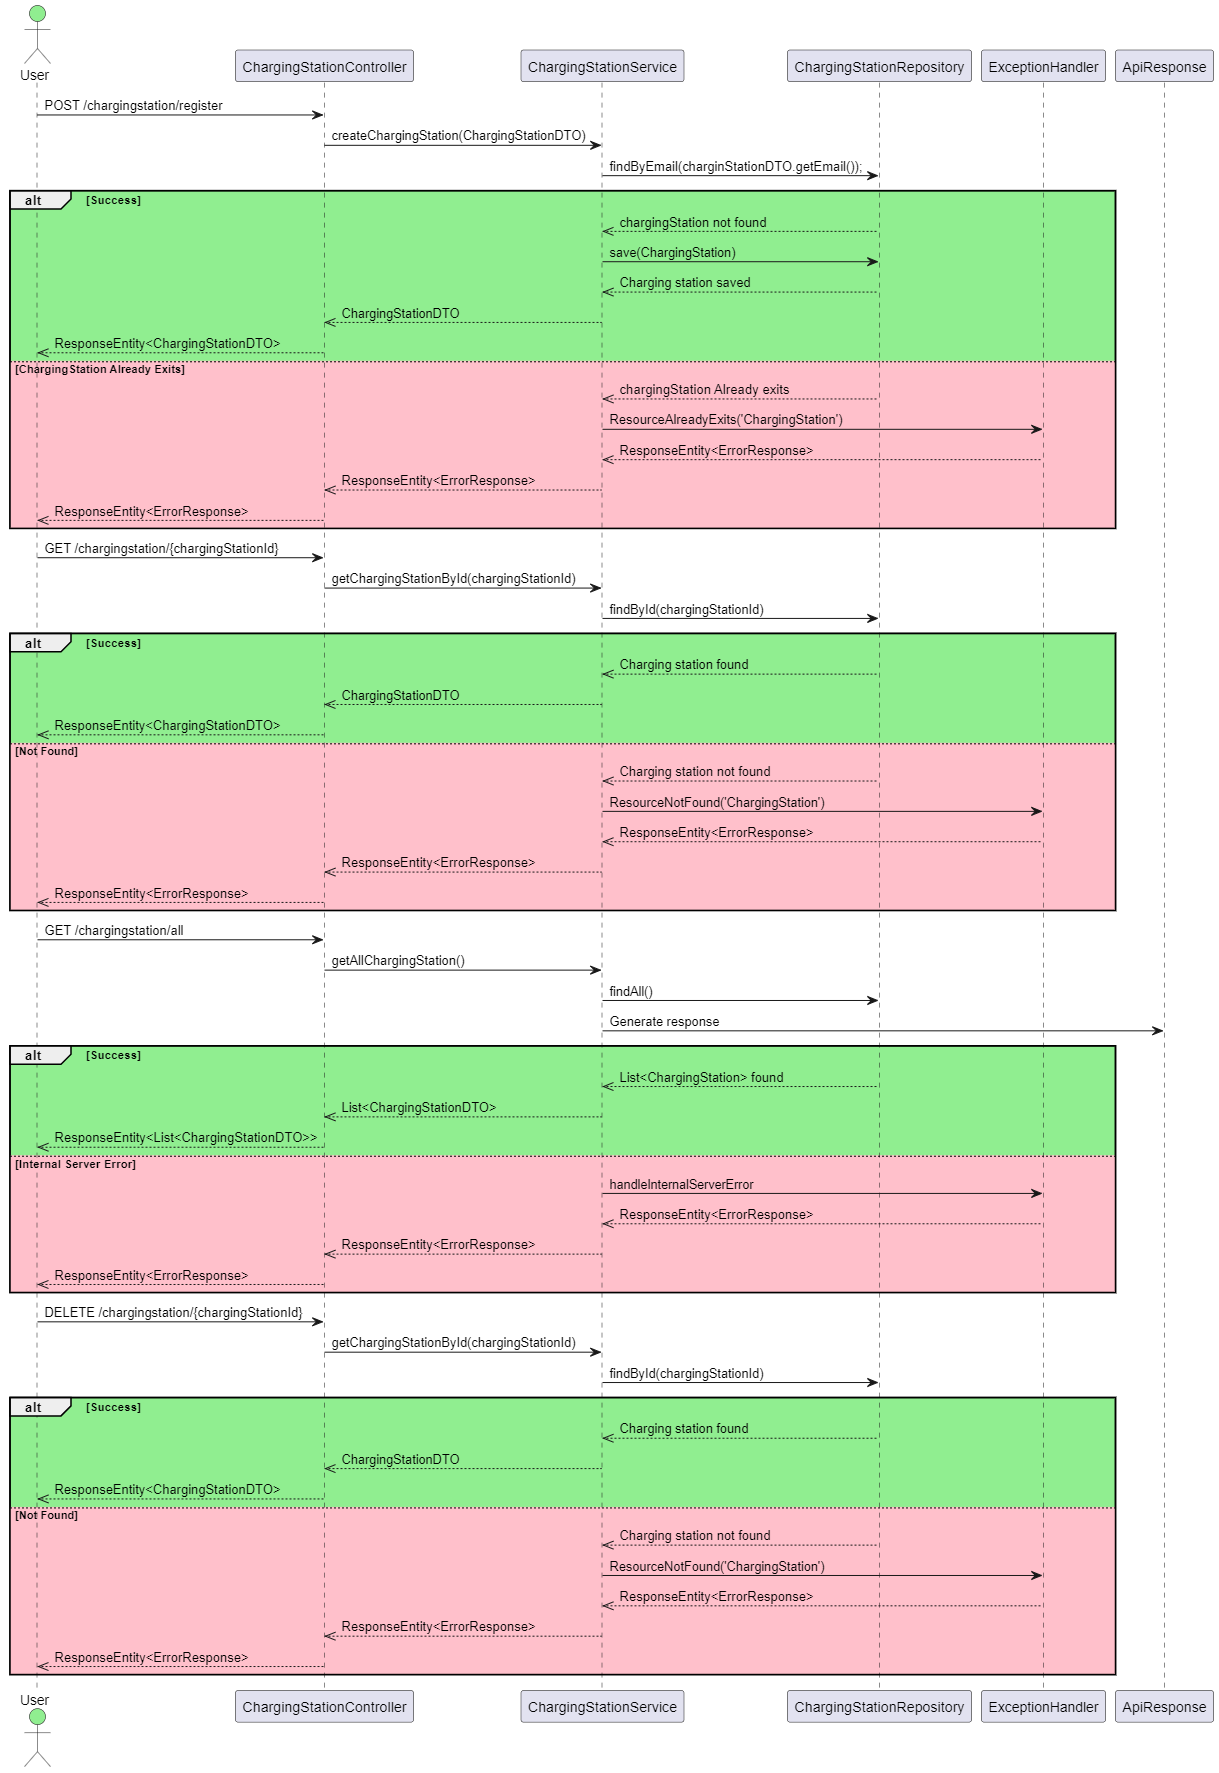 User
ChargingStationController
ChargingStationService
ChargingStationRepository
ExceptionHandler
ApiResponse
POST /chargingstation/register
createChargingStation(ChargingStationDTO)
findByEmail(charginStationDTO.getEmail());
alt [Success]
chargingStation not found
save(ChargingStation)
Charging station saved
ChargingStationDTO
ResponseEntity<ChargingStationDTO>
[ChargingStation Already Exits]
chargingStation Already exits
ResourceAlreadyExits('ChargingStation')
ResponseEntity<ErrorResponse>
ResponseEntity<ErrorResponse>
ResponseEntity<ErrorResponse>
GET /chargingstation/{chargingStationId}
getChargingStationById(chargingStationId)
findById(chargingStationId)
alt [Success]
Charging station found
ChargingStationDTO
ResponseEntity<ChargingStationDTO>
[Not Found]
Charging station not found
ResourceNotFound('ChargingStation')
ResponseEntity<ErrorResponse>
ResponseEntity<ErrorResponse>
ResponseEntity<ErrorResponse>
GET /chargingstation/all
getAllChargingStation()
findAll()
Generate response
alt [Success]
List<ChargingStation> found
List<ChargingStationDTO>
ResponseEntity<List<ChargingStationDTO>>
[Internal Server Error]
handleInternalServerError
ResponseEntity<ErrorResponse>
ResponseEntity<ErrorResponse>
ResponseEntity<ErrorResponse>
DELETE /chargingstation/{chargingStationId}
getChargingStationById(chargingStationId)
findById(chargingStationId)
alt [Success]
Charging station found
ChargingStationDTO
ResponseEntity<ChargingStationDTO>
[Not Found]
Charging station not found
ResourceNotFound('ChargingStation')
ResponseEntity<ErrorResponse>
ResponseEntity<ErrorResponse>
ResponseEntity<ErrorResponse>
User
ChargingStationController
ChargingStationService
ChargingStationRepository
ExceptionHandler
ApiResponse